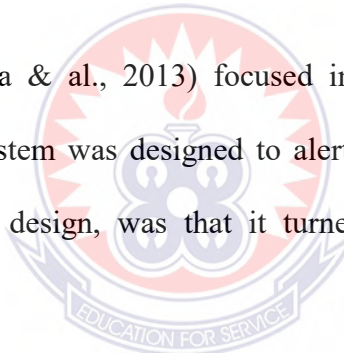 a & al., 2013) focused in
stem was designed to alert
design, was that it turne
EDUCATION FOR SERVICE